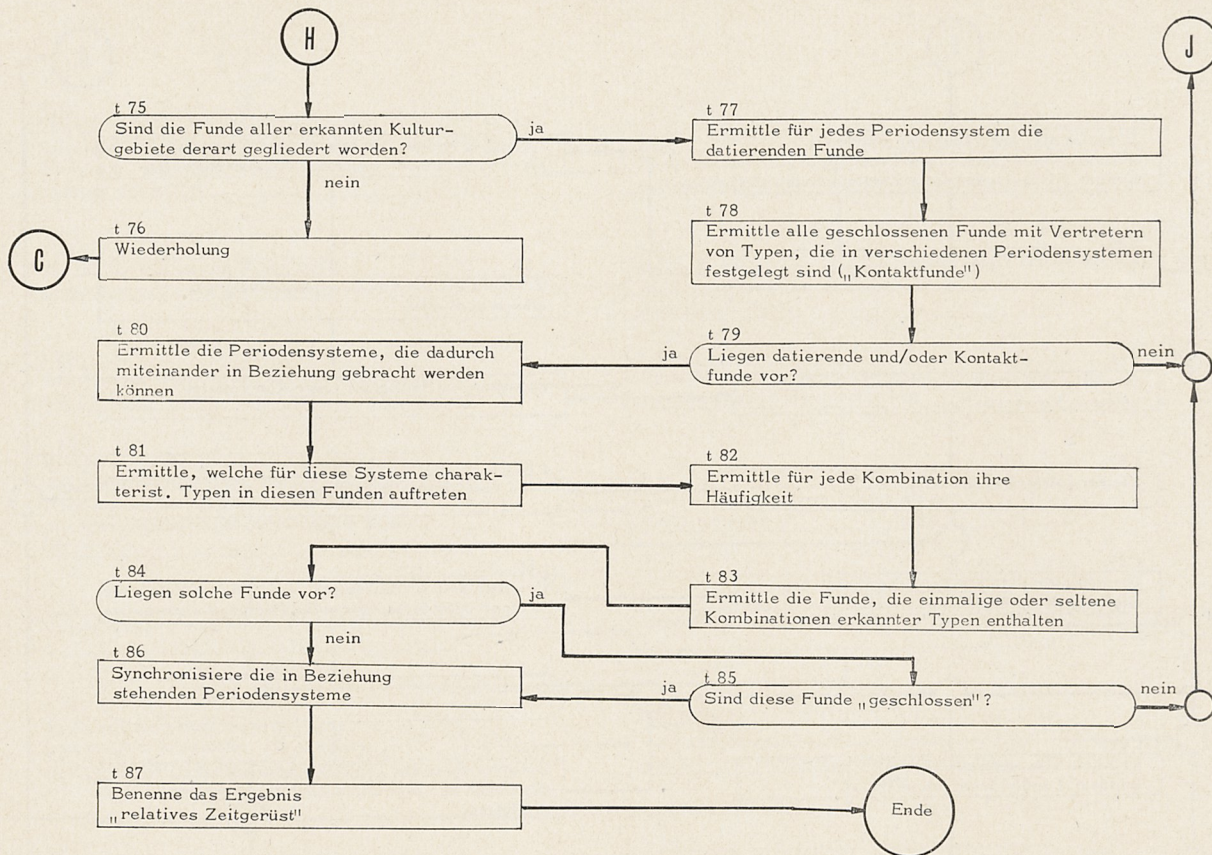 H
J
t 75
Sind die Funde aller erkannten Kultur-
gebiete derart gegliedert worden?
ja
nein
t 77
Ermittle für jedes Periodensystem die
datierenden Funde
t 76
Wiederholung
C
t 78
Ermittle alle geschlossenen Funde mit Vertretern
von Typen, die in verschiedenen Periodensystemen
festgelegt sind („Kontaktfunde")
t 79
Liegen datierende und/oder Kontakt-
funde vor?
ja
nein
t 80
Ermittle die Periodensysteme, die dadurch
miteinander in Beziehung gebracht werden
können
t 81
Ermittle, welche für diese Systeme charak-
terist. Typen in diesen Funden auftreten
t 82
Ermittle für jede Kombination ihre
Häufigkeit
t 83
Ermittle die Funde, die einmalige oder seltene
Kombinationen erkannter Typen enthalten
t 84
Liegen solche Funde vor?
ja
nein
t 85
Sind diese Funde „geschlossen"?
ja
nein
t 86
Synchronisiere die in Beziehung
stehenden Periodensysteme
t 87
Benenne das Ergebnis
„relatives Zeitgerüst"
Ende